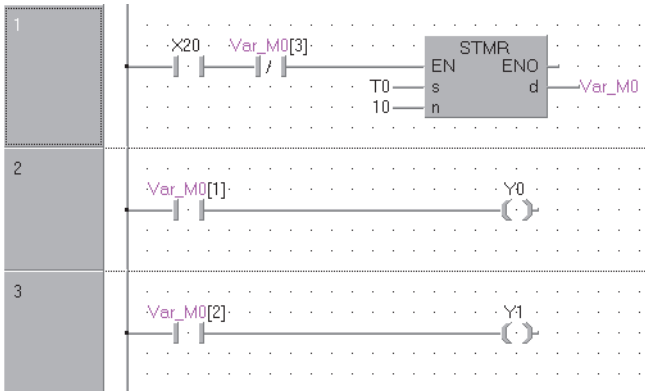 1
X20 Var_M0[3]
STMR
EN ENO
T0 s d Var_M0
10 n
2
Var_M0[1] Y0
3
Var_M0[2] Y1